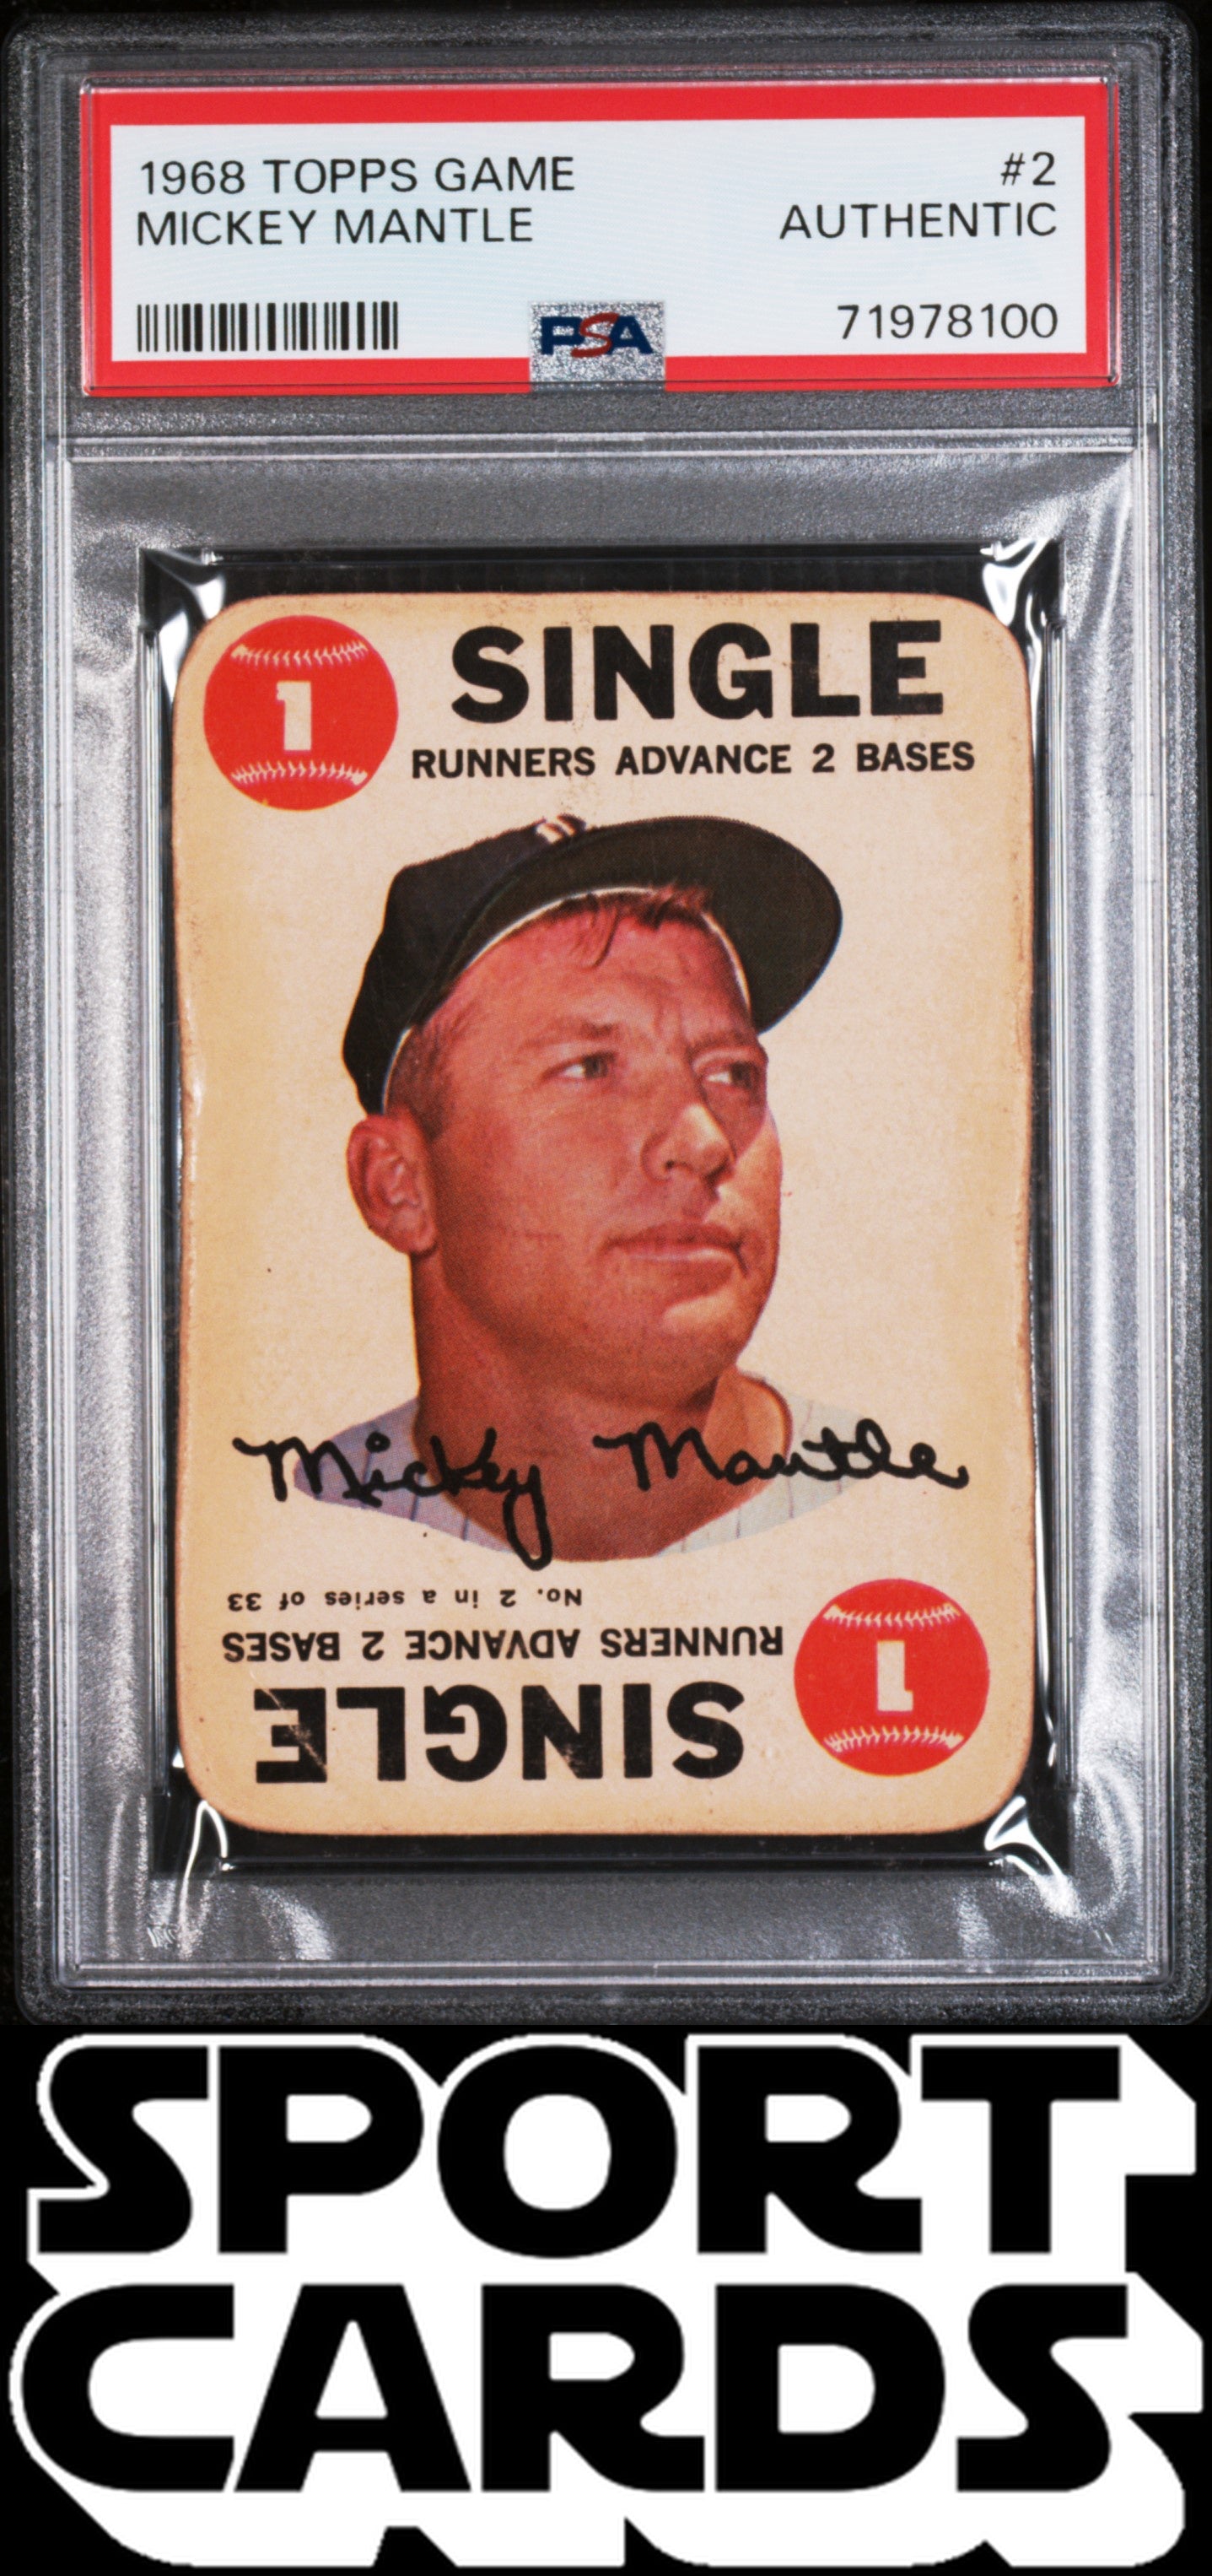 1968 TOPPS GAME #2
MICKEY MANTLE AUTHENTIC
PSA 71978100
1 SINGLE
RUNNERS ADVANCE 2 BASES
Mickey Mantle
No. 2 in a series of 33
RUNNERS ADVANCE 2 BASES
SINGLE 1
SPORT
CARDS